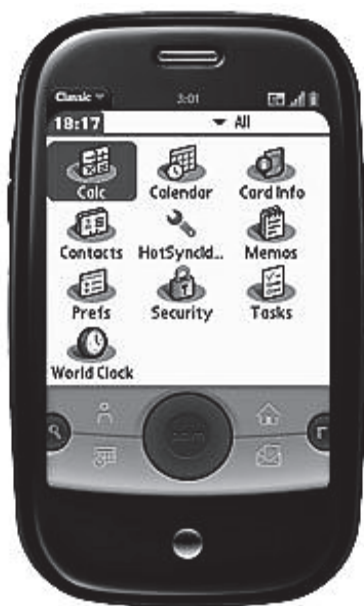 Classic 3:01
18:17 All
Calc Calendar Card Info
Contacts HotSyncId... Memos
Prefs Security Tasks
World Clock
palm